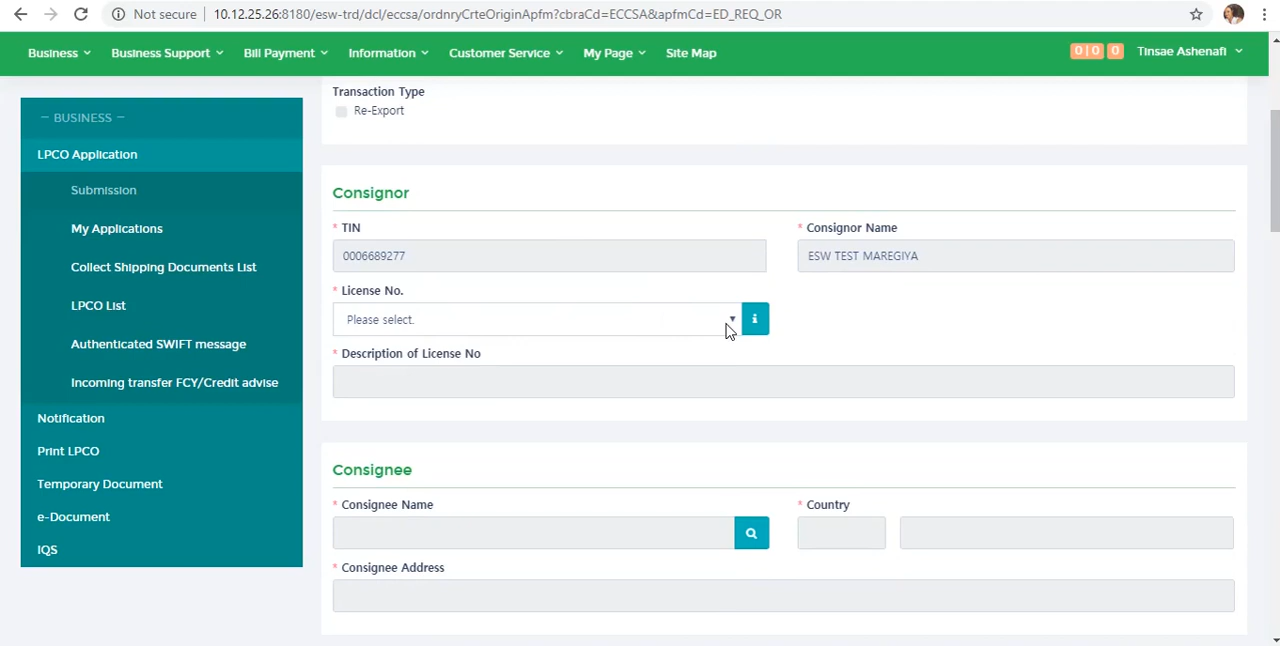 Not secure
10.12.25.26:8180/esw-trd/dcl/eccsa/ordnryCrteOriginApfm?cbraCd=ECCSA&apfmCd=ED_REQ_OR
Business
Business Support
Bill Payment
Information
Customer Service
My Page
Site Map
0|0
0
Tinsae Ashenafi
— BUSINESS —
LPCO Application
Submission
My Applications
Collect Shipping Documents List
LPCO List
Authenticated SWIFT message
Incoming transfer FCY/Credit advise
Notification
Print LPCO
Temporary Document
e-Document
IQS
Transaction Type
Re-Export
Consignor
* TIN
0006689277
* Consignor Name
ESW TEST MAREGIYA
* License No.
Please select.
* Description of License No
Consignee
* Consignee Name
* Country
* Consignee Address